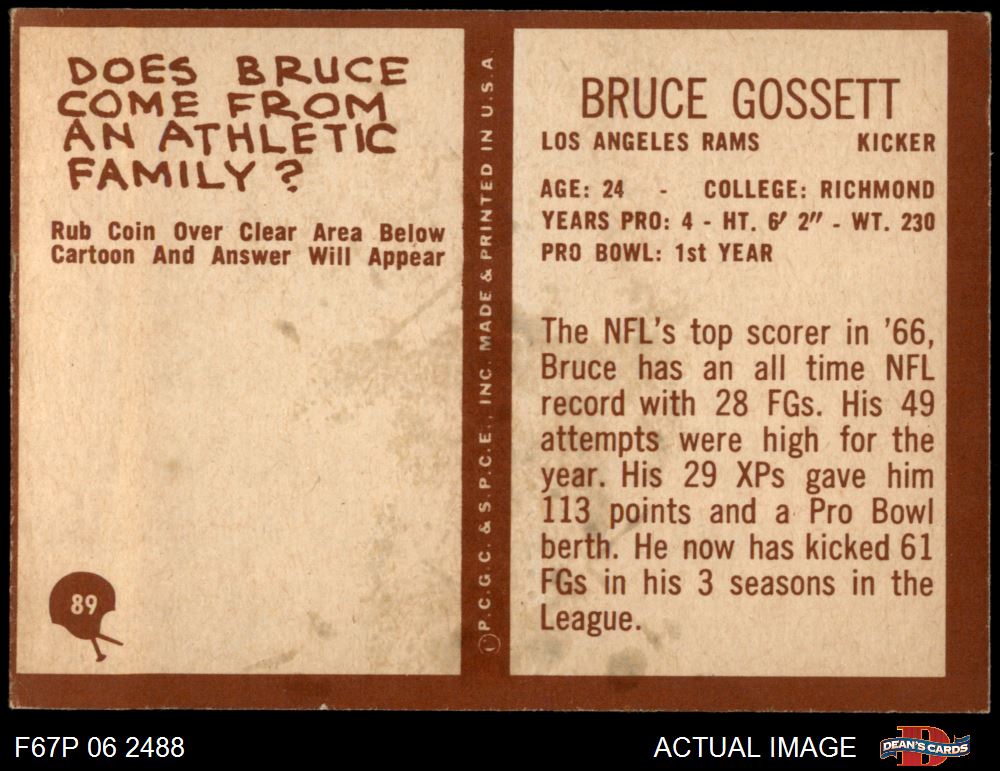 DOES BRUCE
COME FROM
AN ATHLETIC
FAMILY?
Rub Coin Over Clear Area Below
Cartoon And Answer Will Appear
89
©P.C.G.C. & S.P.C.E., INC. MADE & PRINTED IN U.S.A
BRUCE GOSSETT
LOS ANGELES RAMS KICKER
AGE: 24 - COLLEGE: RICHMOND
YEARS PRO: 4 - HT. 6' 2" - WT. 230
PRO BOWL: 1st YEAR
The NFL's top scorer in '66,
Bruce has an all time NFL
record with 28 FGs. His 49
attempts were high for the
year. His 29 XPs gave him
113 points and a Pro Bowl
berth. He now has kicked 61
FGs in his 3 seasons in the
League.
F67P 06 2488
ACTUAL IMAGE
DEAN'S CARDS